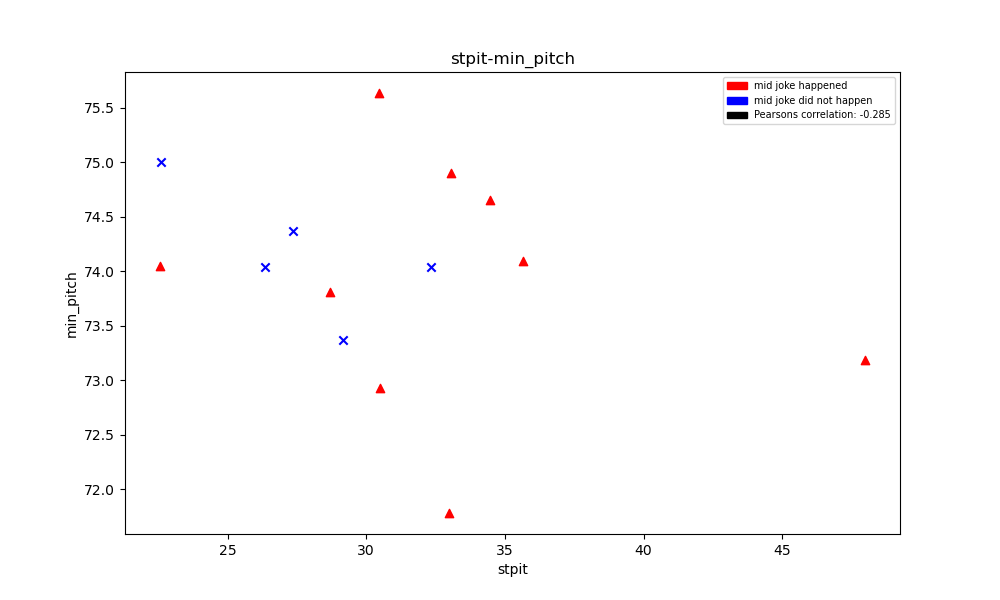 stpit-min_pitch
mid joke happened
mid joke did not happen
Pearsons correlation: -0.285
min_pitch
75.5
75.0
74.5
74.0
73.5
73.0
72.5
72.0
25 30 35 40 45
stpit